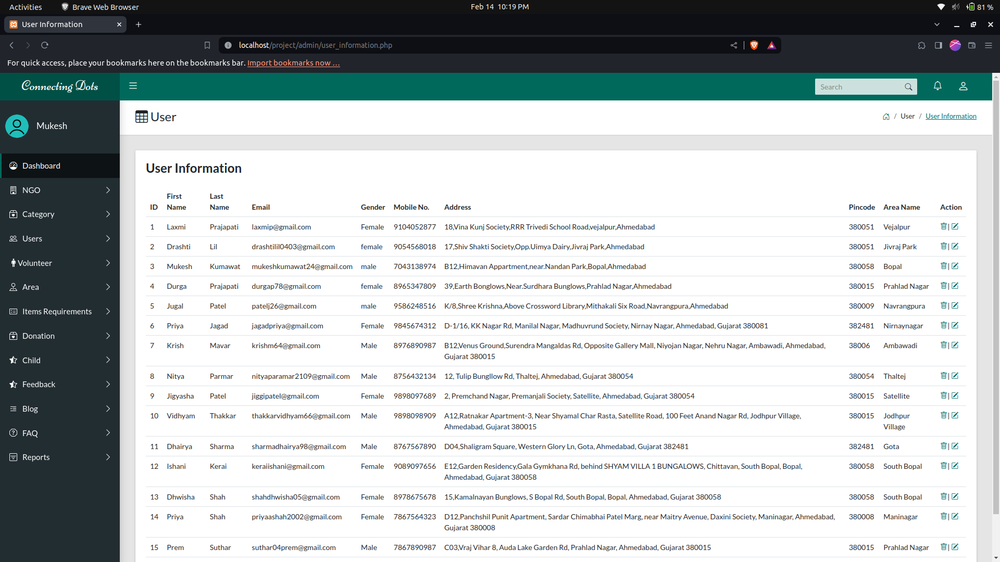 Activities Brave Web Browser Feb 14 10:19 PM 81 %
User Information
localhost/project/admin/user_information.php
For quick access, place your bookmarks here on the bookmarks bar. Import bookmarks now ...
Connecting Dots Search
User User / User Information
Mukesh
Dashboard
NGO
Category
Users
Volunteer
Area
Items Requirements
Donation
Child
Feedback
Blog
FAQ
Reports
User Information
ID First Name Last Name Email Gender Mobile No. Address Pincode Area Name Action
1 Laxmi Prajapati laxmip@gmail.com Female 9104052877 18,Vina Kunj Society,RRR Trivedi School Road,vejalpur,Ahmedabad 380051 Vejalpur |
2 Drashti Lil drashtilil0403@gmail.com female 9054568018 17,Shiv Shakti Society,Opp.Uimya Dairy,Jivraj Park,Ahmedabad 380051 Jivraj Park |
3 Mukesh Kumawat mukeshkumawat24@gmail.com male 7043138974 B12,Himavan Appartment,near.Nandan Park,Bopal,Ahmedabad 380058 Bopal |
4 Durga Prajapati durgap78@gmail.com female 8965347809 39,Earth Bonglows,Near.Surdhara Bunglows,Prahlad Nagar,Ahmedabad 380015 Prahlad Nagar |
5 Jugal Patel patelj26@gmail.com male 9586248516 K/8,Shree Krishna,Above Crossword Library,Mithakali Six Road,Navrangpura,Ahmedabad 380009 Navrangpura |
6 Priya Jagad jagadpriya@gmail.com Female 9845674312 D-1/16, KK Nagar Rd, Manilal Nagar, Madhuvrund Society, Nirnay Nagar, Ahmedabad, Gujarat 380081 382481 Nirnaynagar |
7 Krish Mavar krishm64@gmail.com Male 8976890987 B12,Venus Ground,Surendra Mangaldas Rd, Opposite Gallery Mall, Niyojan Nagar, Nehru Nagar, Ambawadi, Ahmedabad, 38006 Ambawadi |
Gujarat 380015
8 Nitya Parmar nityaparamar2109@gmail.com Male 8756432134 12, Tulip Bungllow Rd, Thaltej, Ahmedabad, Gujarat 380054 380054 Thaltej |
9 Jigyasha Patel jiggipatel@gmail.com Female 9898097689 2, Premchand Nagar, Premanjali Society, Satellite, Ahmedabad, Gujarat 380054 380015 Satellite |
10 Vidhyam Thakkar thakkarvidhyam66@gmail.com Male 9898098909 A12,Ratnakar Apartment-3, Near Shyamal Char Rasta, Satellite Road, 100 Feet Anand Nagar Rd, Jodhpur Village, 380015 Jodhpur |
Ahmedabad, Gujarat 380015 Village
11 Dhairya Sharma sharmadhairya98@gmail.com Male 8767567890 D04,Shaligram Square, Western Glory Ln, Gota, Ahmedabad, Gujarat 382481 382481 Gota |
12 Ishani Kerai keraiishani@gmail.com Female 9089097656 E12,Garden Residency,Gala Gymkhana Rd, behind SHYAM VILLA 1 BUNGALOWS, Chittavan, South Bopal, Bopal, 380058 South Bopal |
Ahmedabad, Gujarat 380058
13 Dhwisha Shah shahdhwisha05@gmail.com Female 8978675678 15,Kamalnayan Bunglows, S Bopal Rd, South Bopal, Bopal, Ahmedabad, Gujarat 380058 380058 South Bopal |
14 Priya Shah priyaashah2002@gmail.com Female 7867564323 D12,Panchshil Punit Apartment, Sardar Chimabhai Patel Marg, near Maitry Avenue, Daxini Society, Maninagar, Ahmedabad, 380008 Maninagar |
Gujarat 380008
15 Prem Suthar suthar04prem@gmail.com Male 7867890987 C03,Vraj Vihar 8, Auda Lake Garden Rd, Prahlad Nagar, Ahmedabad, Gujarat 380015 380015 Prahlad Nagar |